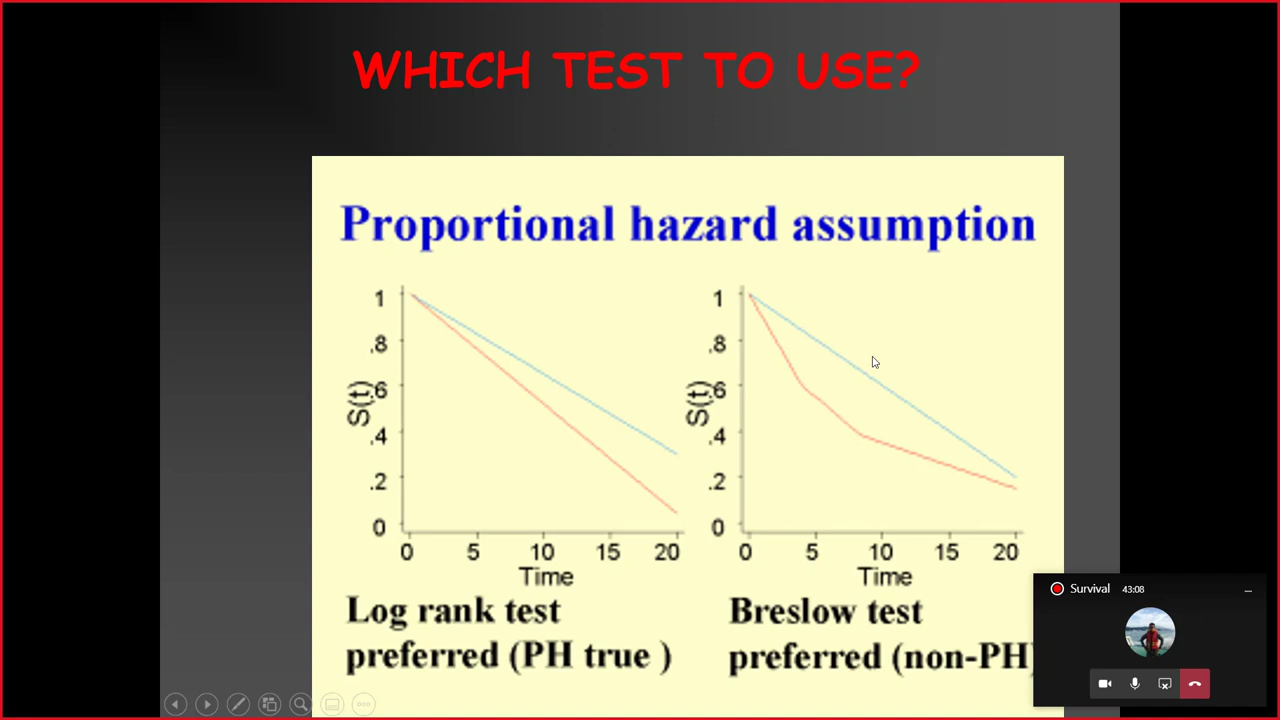 WHICH TEST TO USE?
Proportional hazard assumption
1
.8
.6
.4
.2
0
S(t)
0 5 10 15 20
Time
1
.8
.6
.4
.2
0
S(t)
0 5 10 15 20
Time
Log rank test
preferred (PH true )
Breslow test
preferred (non-PH)
Survival 43:08